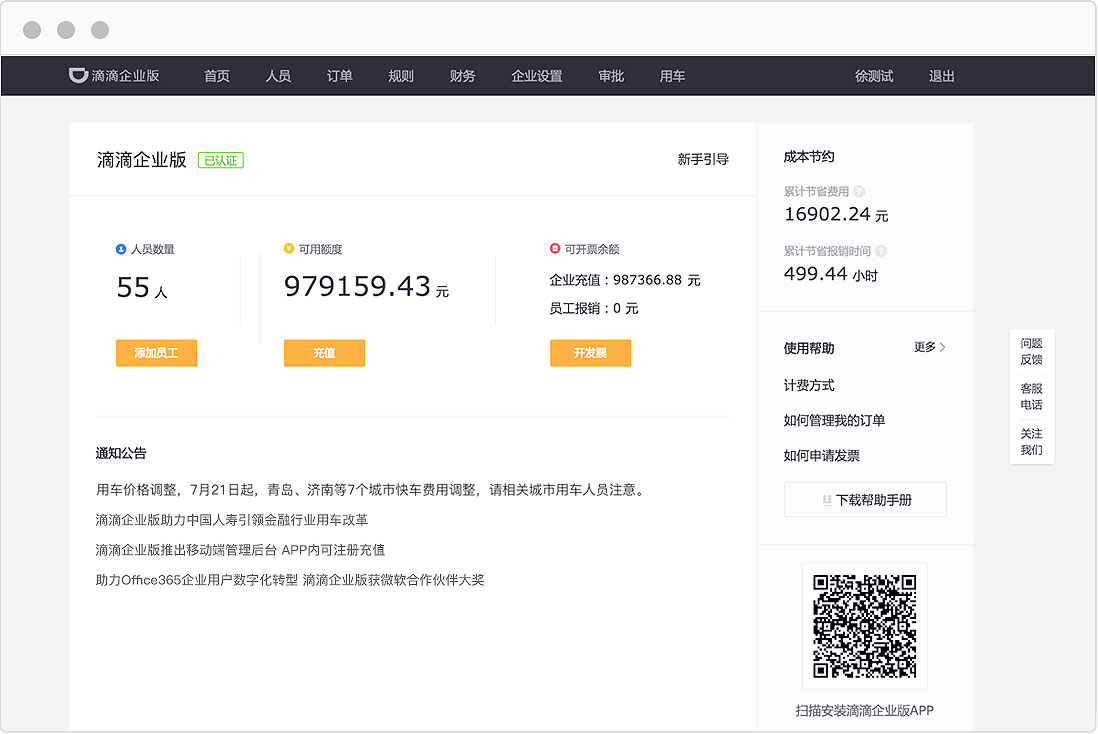 滴滴企业版 首页 人员 订单 规则 财务 企业设置 审批 用车 徐测试 退出
滴滴企业版 已认证 新手引导
人员数量
55 人
添加员工
可用额度
979159.43 元
充值
可开票余额
企业充值：987366.88 元
员工报销：0 元
开发票
通知公告
用车价格调整，7月21日起，青岛、济南等7个城市快车费用调整，请相关城市用车人员注意。
滴滴企业版助力中国人寿引领金融行业用车改革
滴滴企业版推出移动端管理后台 APP内可注册充值
助力Office365企业用户数字化转型 滴滴企业版获微软合作伙伴大奖
成本节约
累计节省费用 ?
16902.24 元
累计节省报销时间 ?
499.44 小时
使用帮助 更多
计费方式
如何管理我的订单
如何申请发票
下载帮助手册
扫描安装滴滴企业版APP
问题
反馈
客服
电话
关注
我们